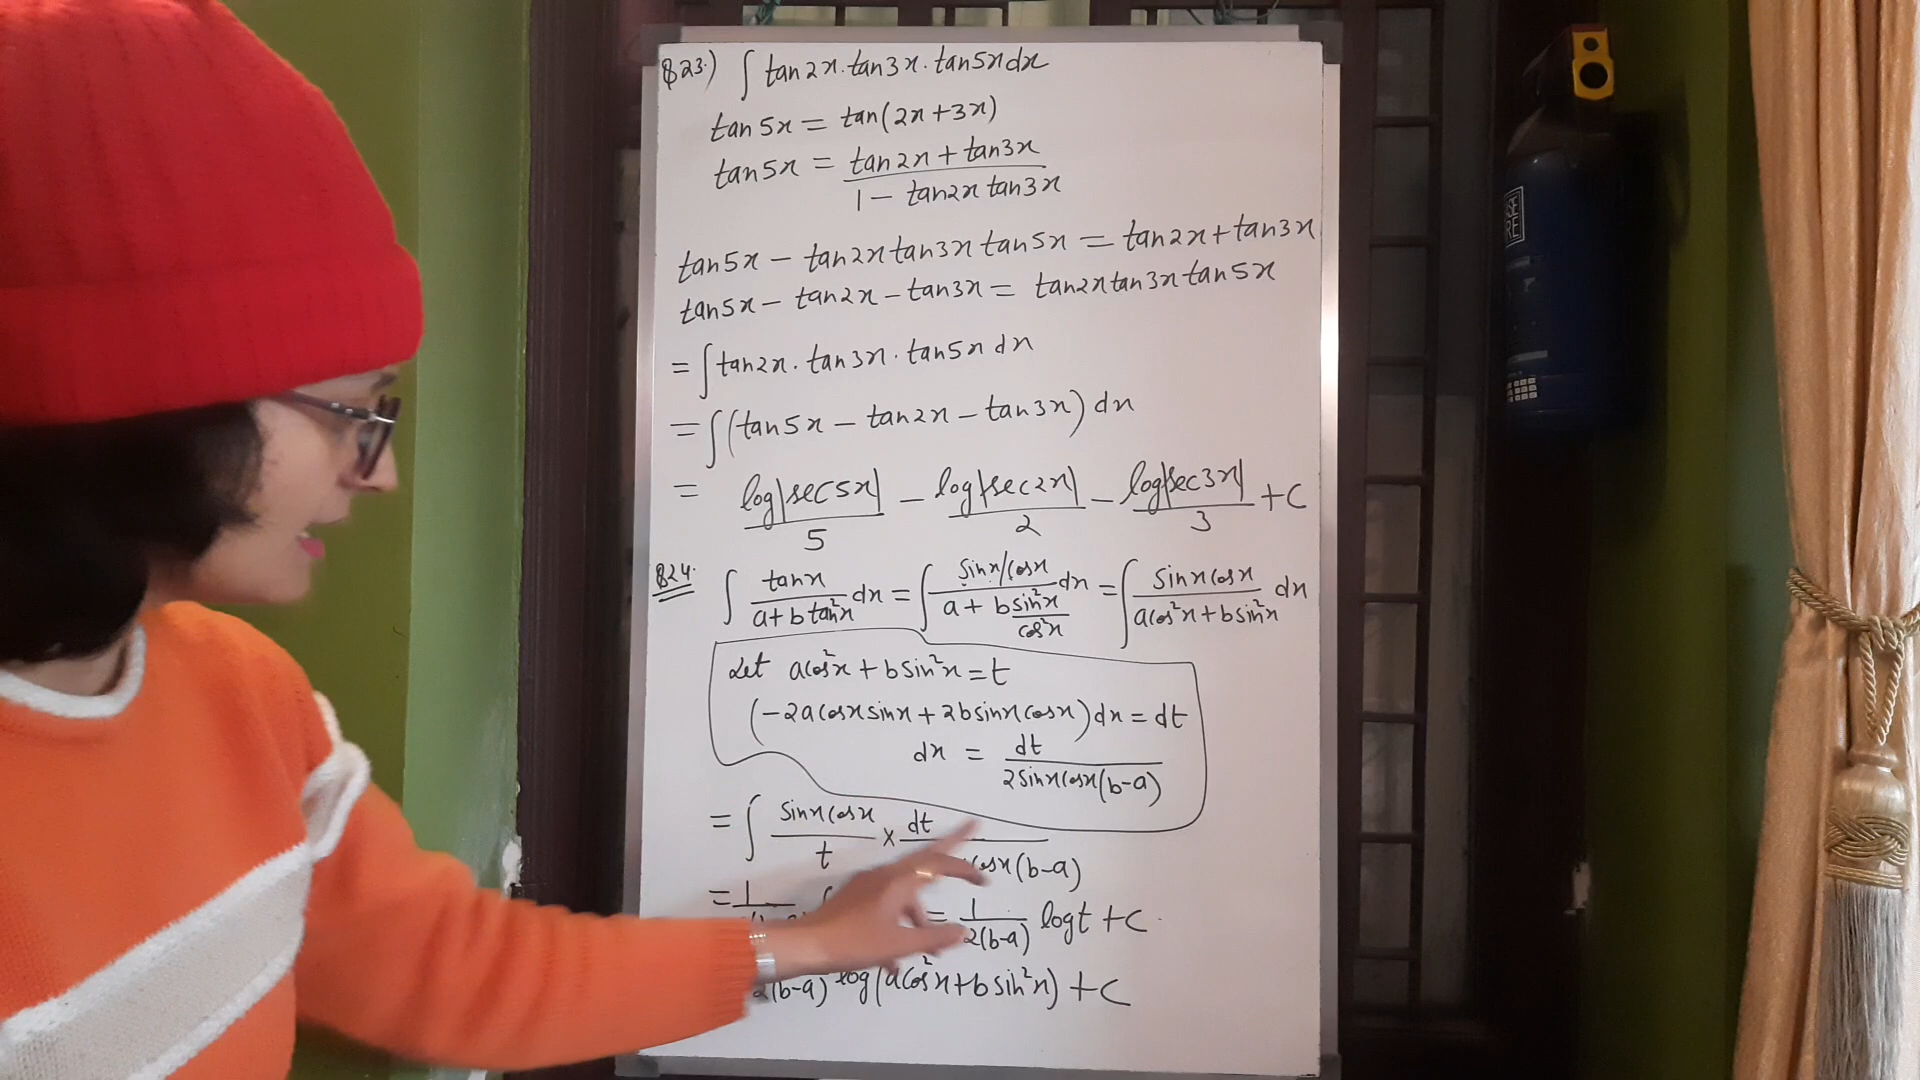 Q23.) ∫ tan2x.tan3x.tan5x dx
tan5x = tan(2x+3x)
tan5x = (tan2x + tan3x) / (1 - tan2x tan3x)
tan5x - tan2x tan3x tan5x = tan2x + tan3x
tan5x - tan2x - tan3x = tan2x tan3x tan5x
= ∫ tan2x . tan3x . tan5x dx
= ∫ (tan5x - tan2x - tan3x) dx
= log|sec5x| / 5 - log|sec2x| / 2 - log|sec3x| / 3 + C
Q24. ∫ tanx / (a + b tan²x) dx = ∫ (sinx/cosx) / (a + b sin²x/cos²x) dx = ∫ sinx cosx / (a cos²x + b sin²x) dx
Let a cos²x + b sin²x = t
(-2a cosx sinx + 2b sinx cosx) dx = dt
dx = dt / (2 sinx cosx (b-a))
= ∫ sinx cosx / t × dt / cosx (b-a)
= 1 = 1 / 2(b-a) log t + C.
2(b-a) log(a cos²x + b sin²x) + C